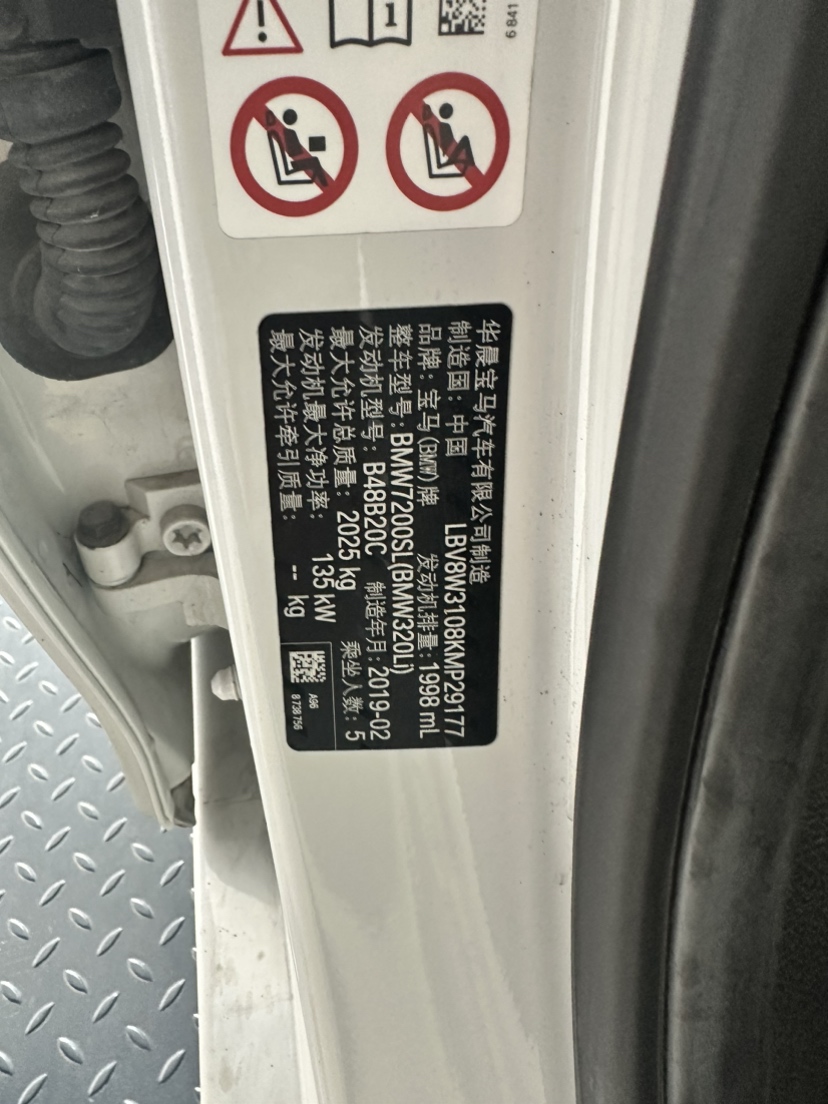 1
6 841
华晨宝马汽车有限公司制造
制造国：中国 LBV8W3108KMP29177
品牌：宝马(BMW)牌 发动机排量：1998 mL
整车型号：BMW7200SL(BMW320Li)
发动机型号：B48B20C 制造年月：2019-02
最大允许总质量：2025 kg 乘坐人数：5
发动机最大净功率：135 kW
最大允许牵引质量：-- kg
A96
8 738 756